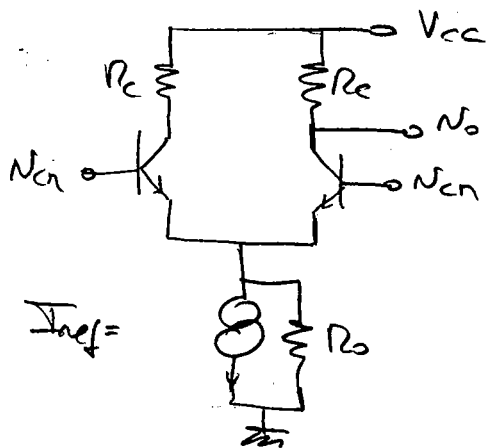 Vcc
Rc
Rc
No
Ncn
Ncn
Iref=
Ro